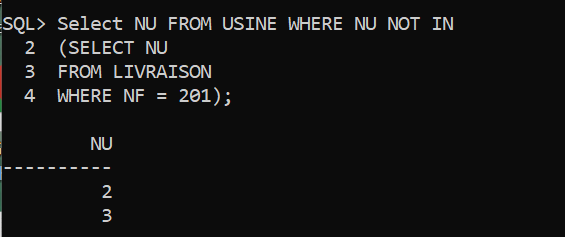 SQL> Select NU FROM USINE WHERE NU NOT IN
2 (SELECT NU
3 FROM LIVRAISON
4 WHERE NF = 201);
NU
----------
2
3